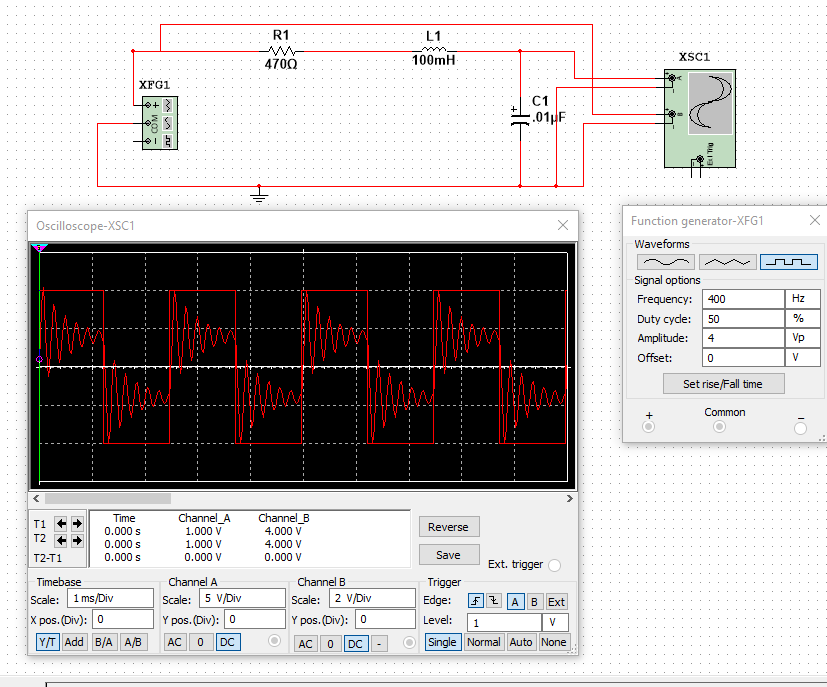 R1
470Ω
L1
100mH
XSC1
XFG1
COM
C1
.01µF
A
B
Ext Trig
Oscilloscope-XSC1
Time Channel_A Channel_B
T1 0.000 s 1.000 V 4.000 V
T2 0.000 s 1.000 V 4.000 V
T2-T1 0.000 s 0.000 V 0.000 V
Reverse
Save
Ext. trigger
Timebase
Scale: 1 ms/Div
X pos.(Div): 0
Y/T Add B/A A/B
Channel A
Scale: 5 V/Div
Y pos.(Div): 0
AC 0 DC
Channel B
Scale: 2 V/Div
Y pos.(Div): 0
AC 0 DC -
Trigger
Edge: A B Ext
Level: 1 V
Single Normal Auto None
Function generator-XFG1
Waveforms
Signal options
Frequency: 400 Hz
Duty cycle: 50 %
Amplitude: 4 Vp
Offset: 0 V
Set rise/Fall time
+ Common -